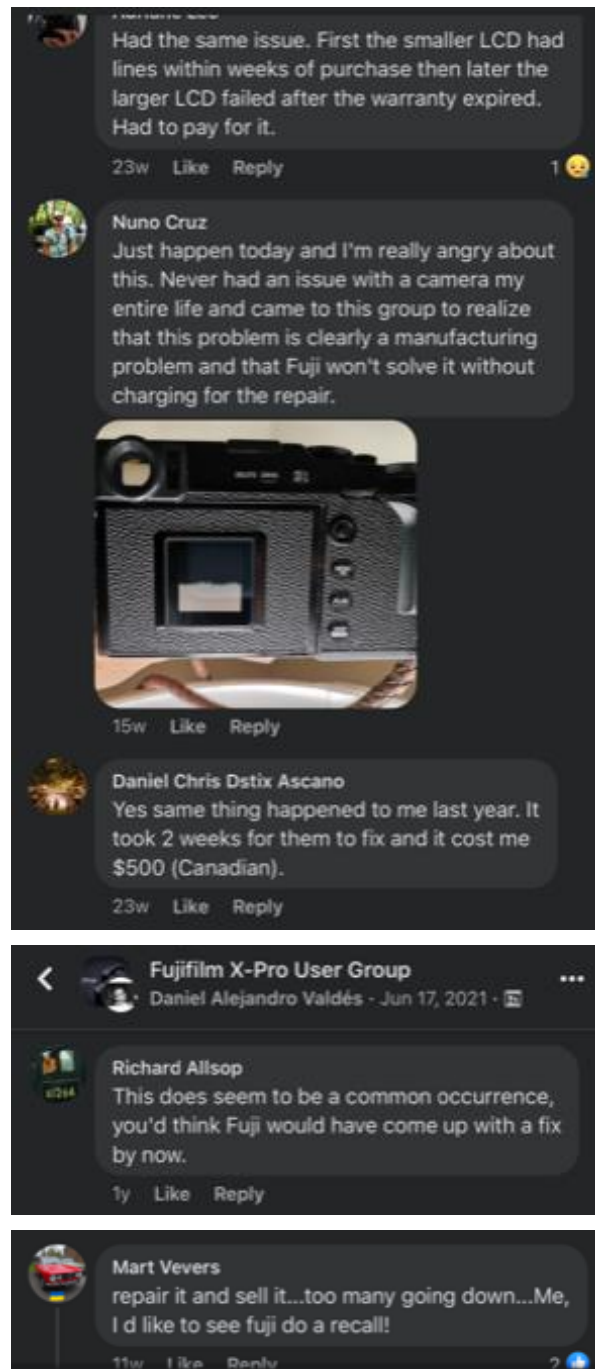 Had the same issue. First the smaller LCD had
lines within weeks of purchase then later the
larger LCD failed after the warranty expired.
Had to pay for it.
23w Like Reply 1
Nuno Cruz
Just happen today and I'm really angry about
this. Never had an issue with a camera my
entire life and came to this group to realize
that this problem is clearly a manufacturing
problem and that Fuji won't solve it without
charging for the repair.
15w Like Reply
Daniel Chris Dstix Ascano
Yes same thing happened to me last year. It
took 2 weeks for them to fix and it cost me
$500 (Canadian).
23w Like Reply
Fujifilm X-Pro User Group
Daniel Alejandro Valdés · Jun 17, 2021 ·
Richard Allsop
This does seem to be a common occurrence,
you'd think Fuji would have come up with a fix
by now.
1y Like Reply
Mart Vevers
repair it and sell it...too many going down...Me,
I d like to see fuji do a recall!
11w Like Reply 2